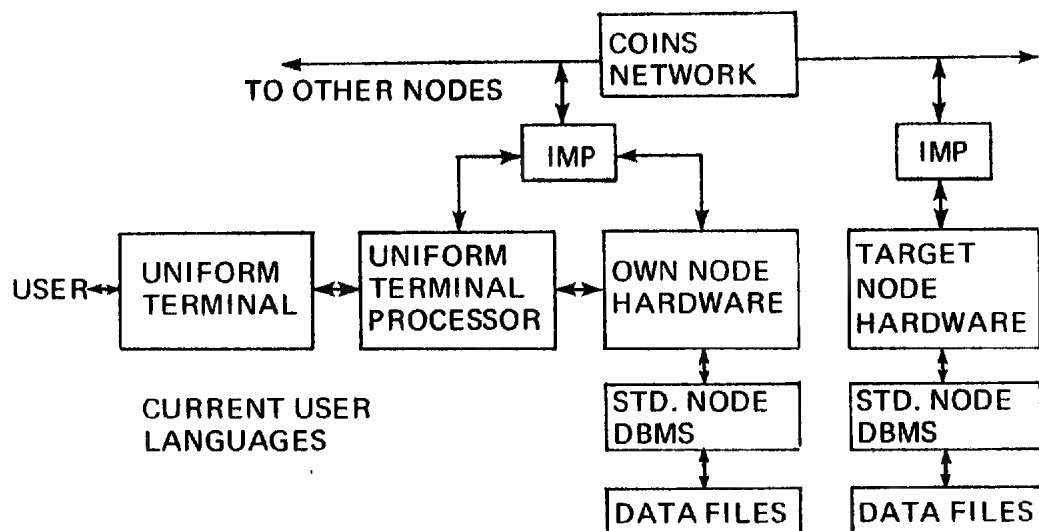 COINS
NETWORK
TO OTHER NODES
IMP
IMP
USER
UNIFORM
TERMINAL
UNIFORM
TERMINAL
PROCESSOR
OWN NODE
HARDWARE
TARGET
NODE
HARDWARE
CURRENT USER
LANGUAGES
STD. NODE
DBMS
STD. NODE
DBMS
DATA FILES
DATA FILES